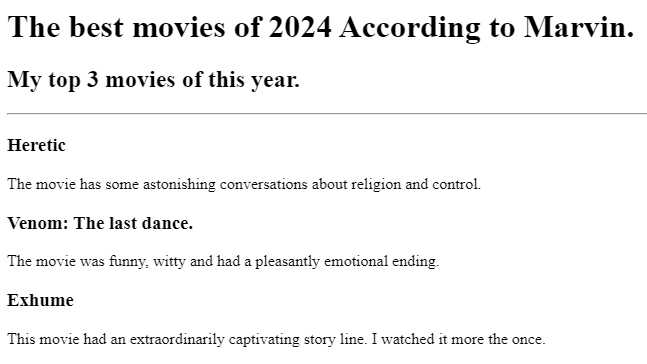 The best movies of 2024 According to Marvin.
My top 3 movies of this year.
Heretic
The movie has some astonishing conversations about religion and control.
Venom: The last dance.
The movie was funny, witty and had a pleasantly emotional ending.
Exhume
This movie had an extraordinarily captivating story line. I watched it more the once.